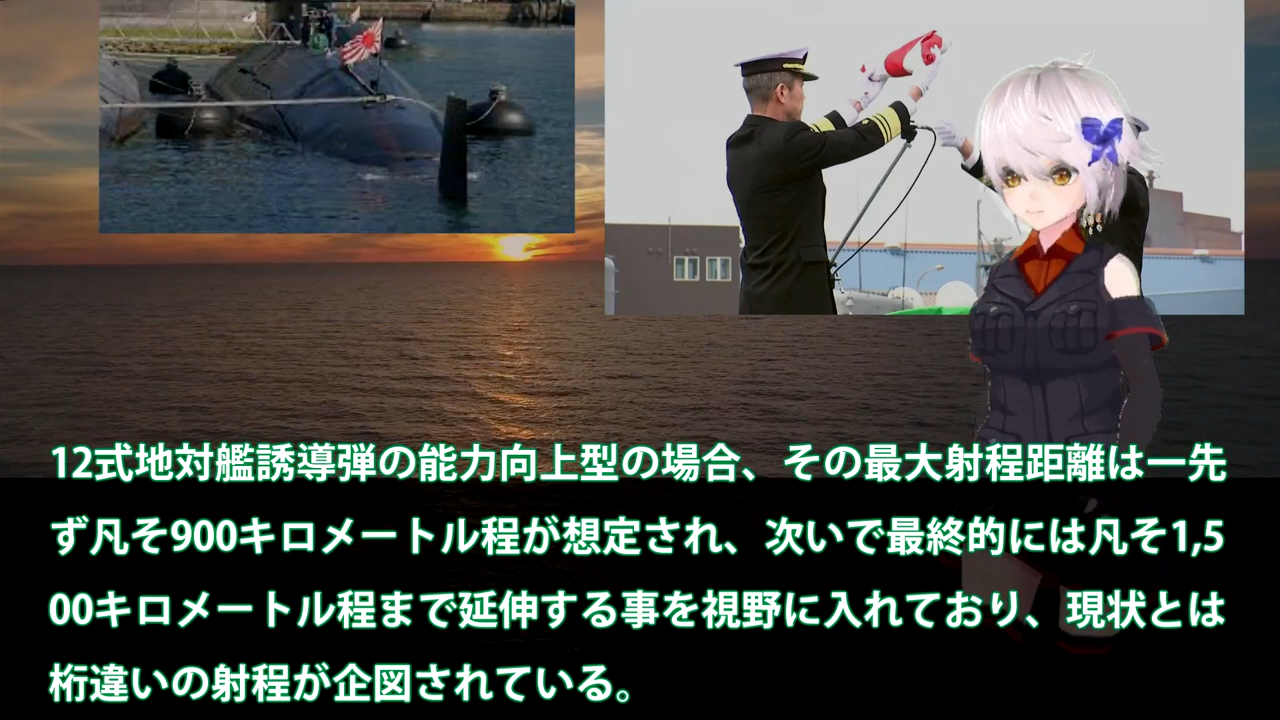 12式地対艦誘導弾の能力向上型の場合、その最大射程距離は一先
ず凡そ900キロメートル程が想定され、次いで最終的には凡そ1,5
00キロメートル程まで延伸する事を視野に入れており、現状とは
桁違いの射程が企図されている。